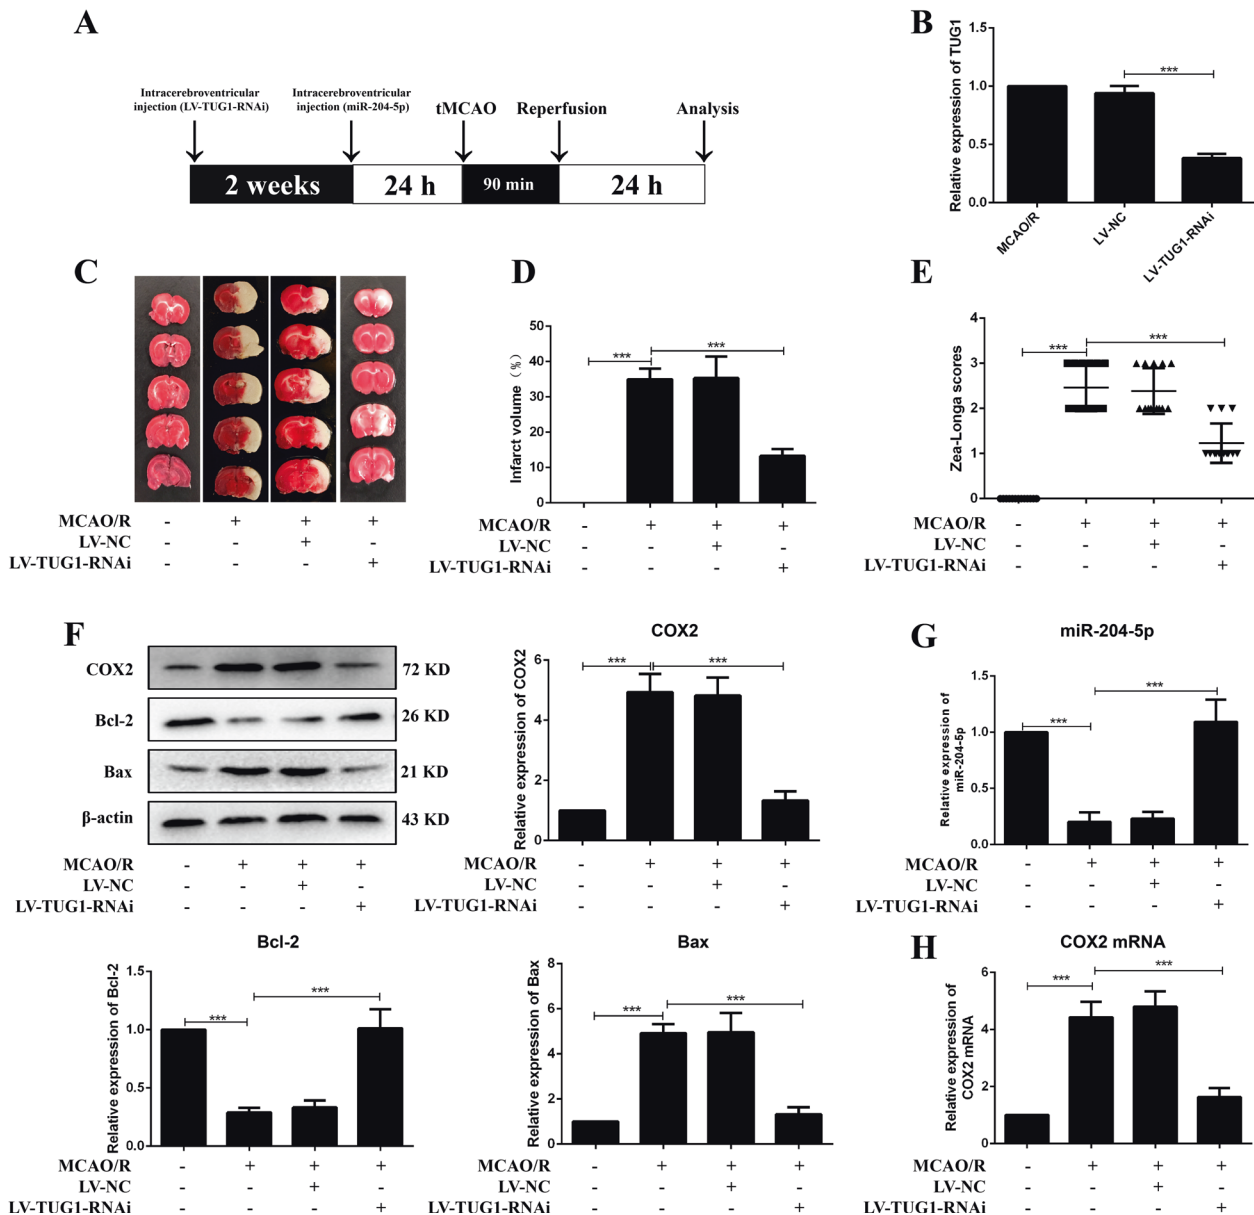 A
Intracerebroventricular
injection (LV-TUG1-RNAi)
Intracerebroventricular
injection (miR-204-5p)
tMCAO
Reperfusion
Analysis
2 weeks
24 h
90 min
24 h
B
Relative expression of TUG1
1.5
1.0
0.5
0.0
***
MCAO/R
LV-NC
LV-TUG1-RNAi
C
MCAO/R - + + +
LV-NC - - + -
LV-TUG1-RNAi - - - +
D
Infarct volume (%)
50
40
30
20
10
0
*** ***
MCAO/R - + + +
LV-NC - - + -
LV-TUG1-RNAi - - - +
E
Zea-Longa scores
4
3
2
1
0
*** ***
MCAO/R - + + +
LV-NC - - + -
LV-TUG1-RNAi - - - +
F
COX2 72 KD
Bcl-2 26 KD
Bax 21 KD
β-actin 43 KD
MCAO/R - + + +
LV-NC - - + -
LV-TUG1-RNAi - - - +
COX2
Relative expression of COX2
6
4
2
0
*** ***
MCAO/R - + + +
LV-NC - - + -
LV-TUG1-RNAi - - - +
G
miR-204-5p
Relative expression of
miR-204-5p
1.5
1.0
0.5
0.0
*** ***
MCAO/R - + + +
LV-NC - - + -
LV-TUG1-RNAi - - - +
Bcl-2
Relative expression of Bcl-2
1.5
1.0
0.5
0.0
*** ***
MCAO/R - + + +
LV-NC - - + -
LV-TUG1-RNAi - - - +
Bax
Relative expression of Bax
8
6
4
2
0
*** ***
MCAO/R - + + +
LV-NC - - + -
LV-TUG1-RNAi - - - +
H
COX2 mRNA
Relative expression of
COX2 mRNA
6
4
2
0
*** ***
MCAO/R - + + +
LV-NC - - + -
LV-TUG1-RNAi - - - +